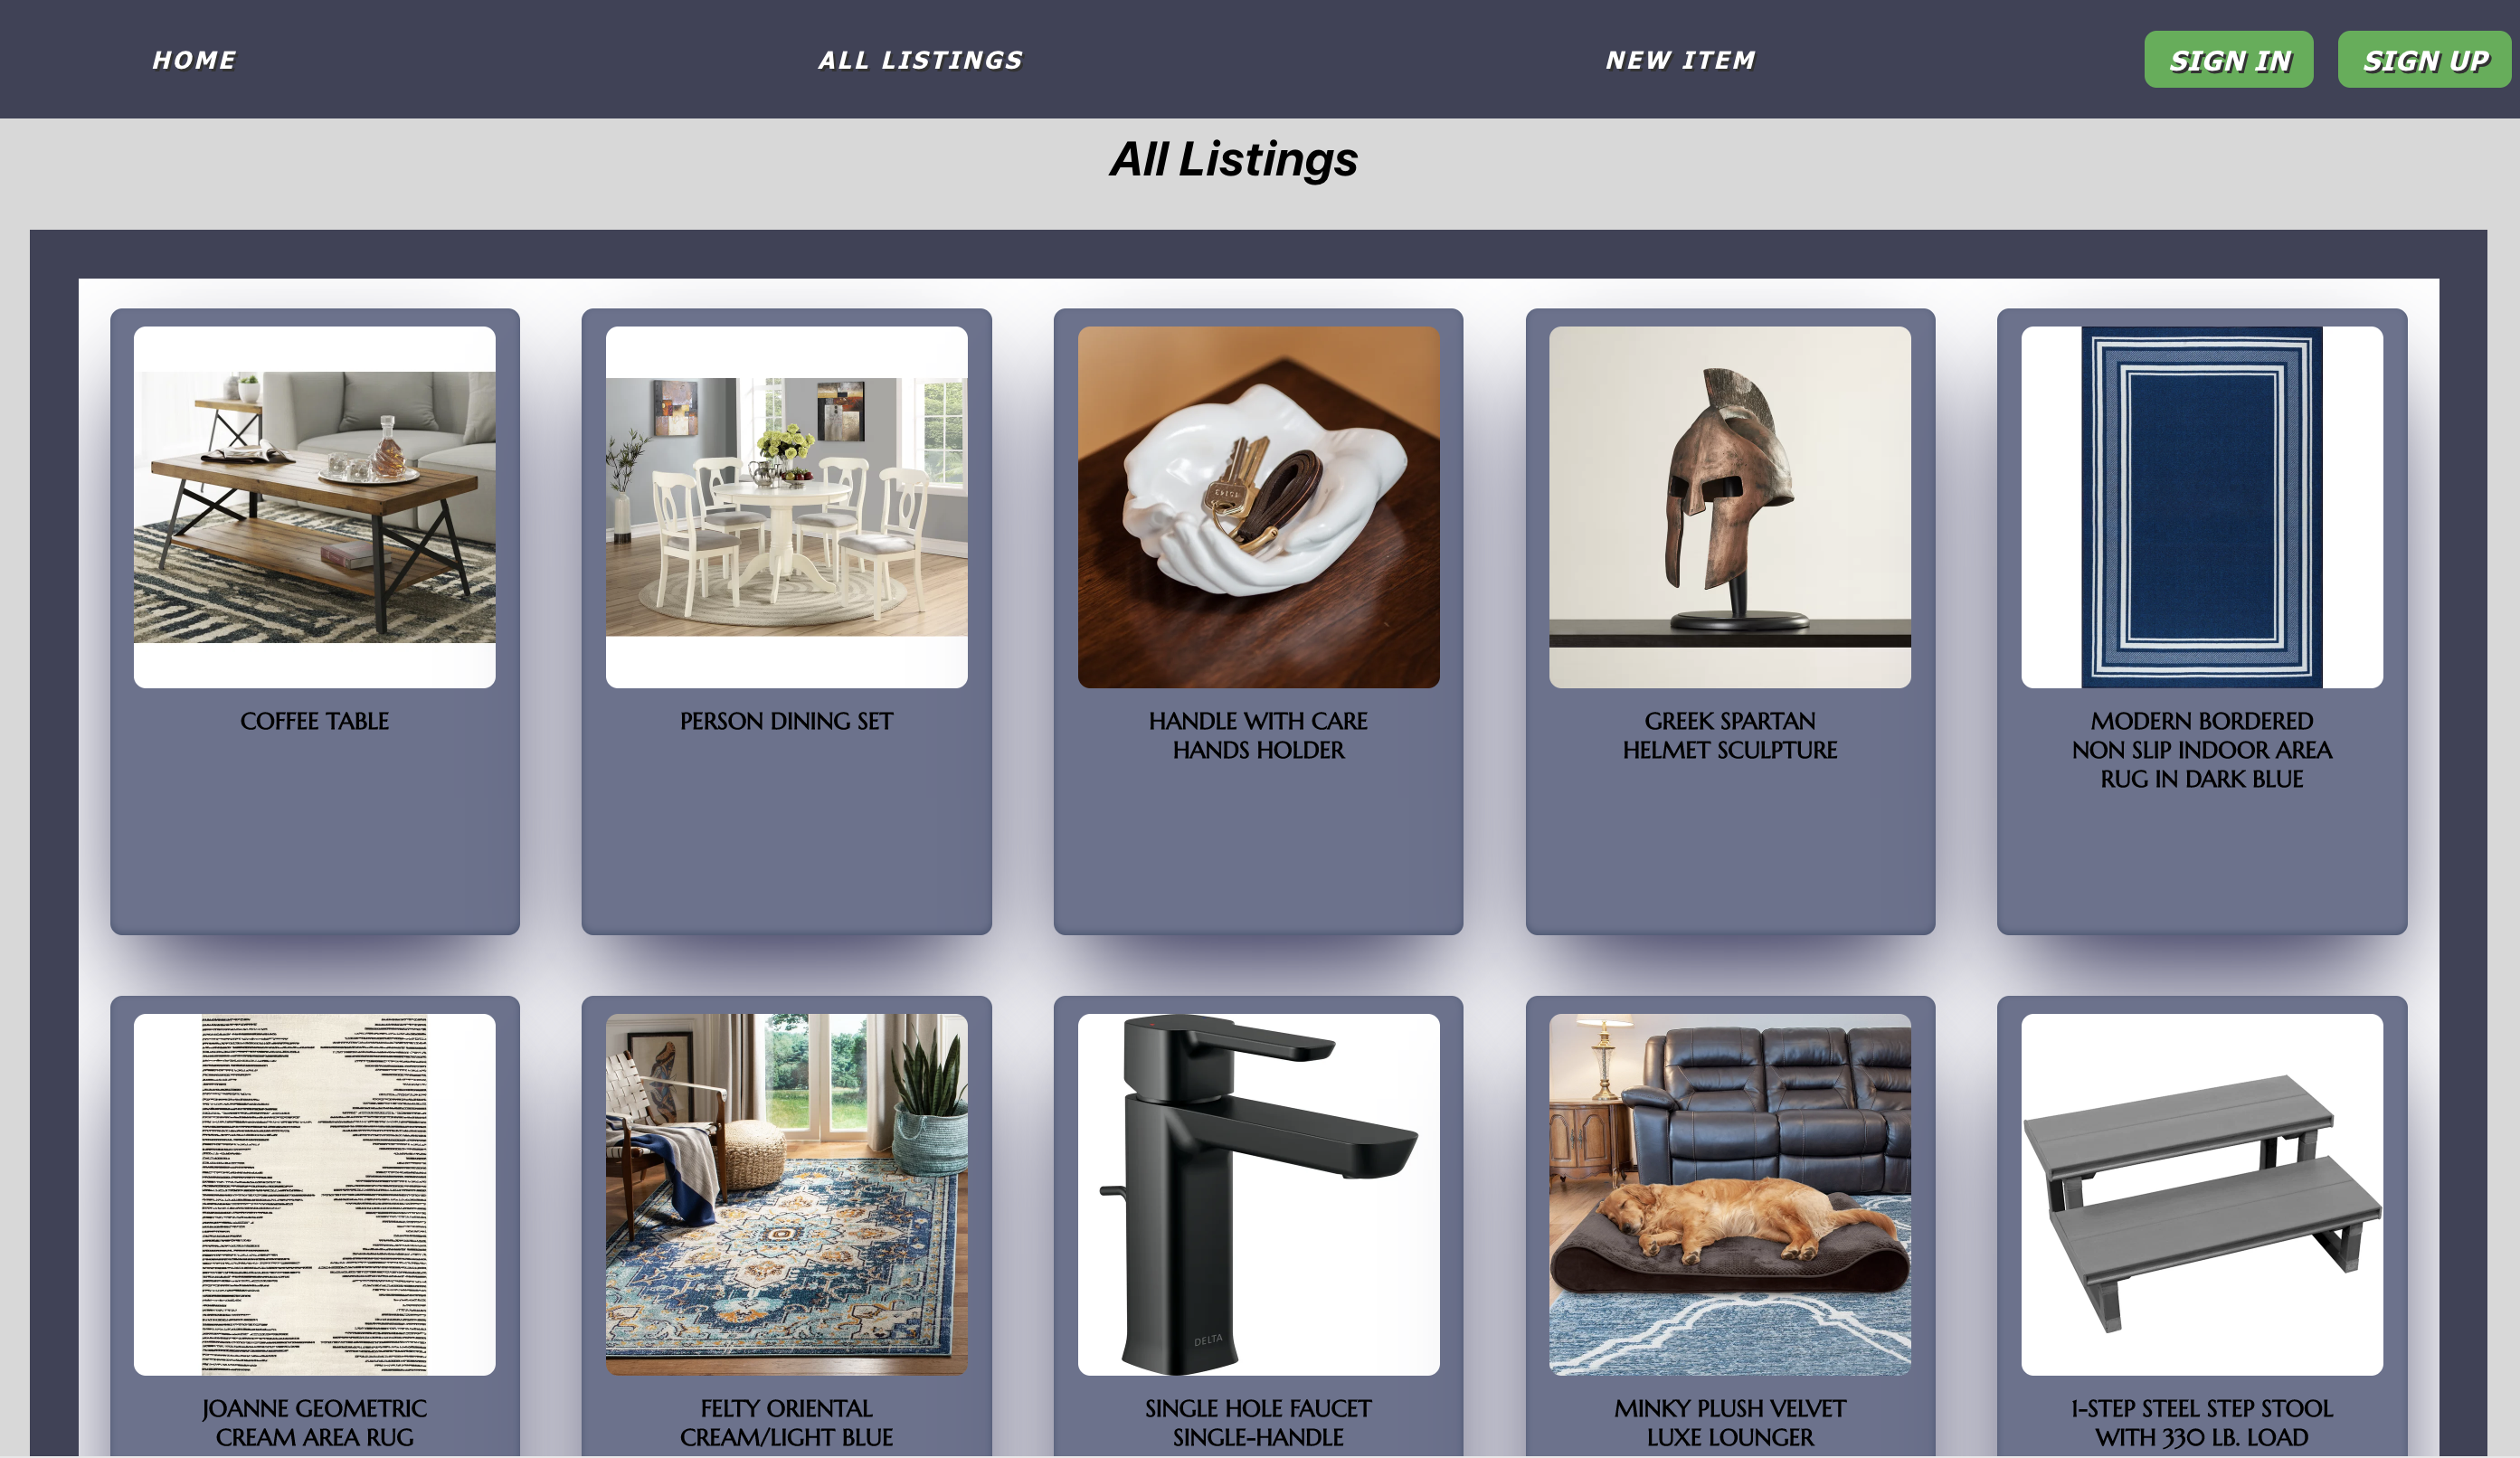 HOME
ALL LISTINGS
NEW ITEM
SIGN IN
SIGN UP
All Listings
COFFEE TABLE
PERSON DINING SET
HANDLE WITH CARE
HANDS HOLDER
GREEK SPARTAN
HELMET SCULPTURE
MODERN BORDERED
NON SLIP INDOOR AREA
RUG IN DARK BLUE
JOANNE GEOMETRIC
CREAM AREA RUG
FELTY ORIENTAL
CREAM/LIGHT BLUE
DELTA
SINGLE HOLE FAUCET
SINGLE-HANDLE
MINKY PLUSH VELVET
LUXE LOUNGER
1-STEP STEEL STEP STOOL
WITH 330 LB. LOAD